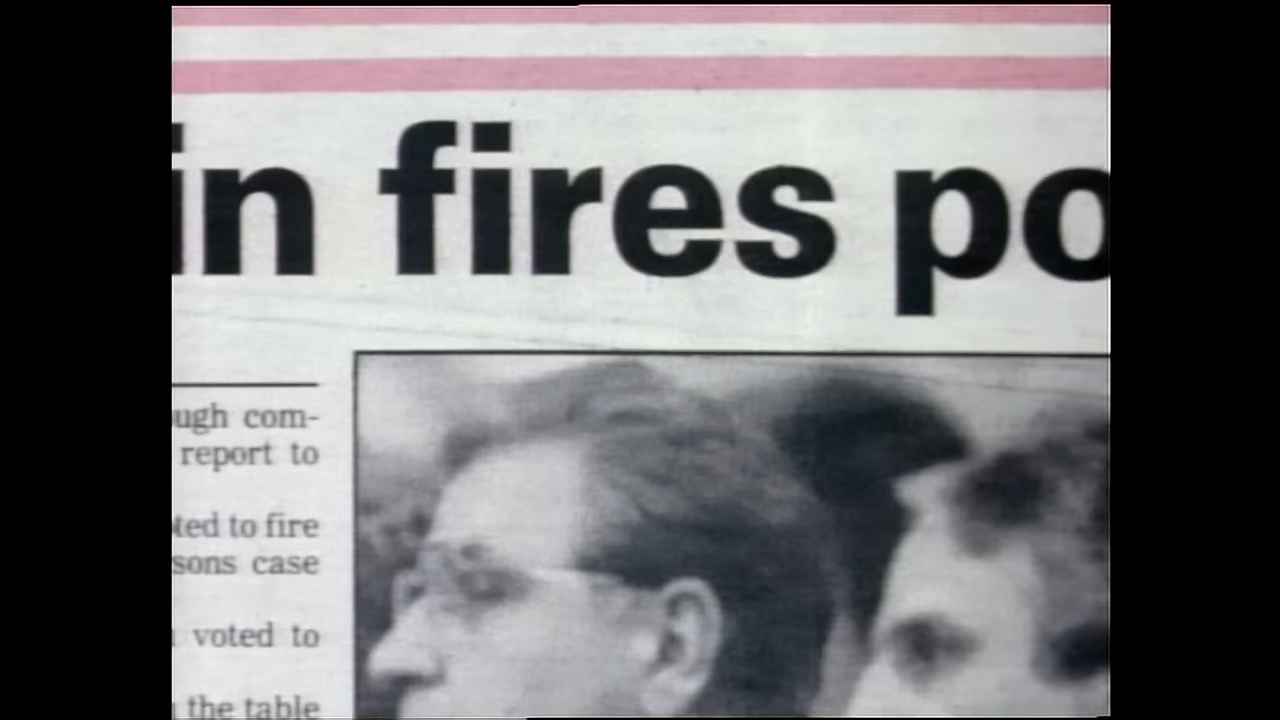 in fires po
ugh com-
report to
ted to fire
sons case
voted to
the table